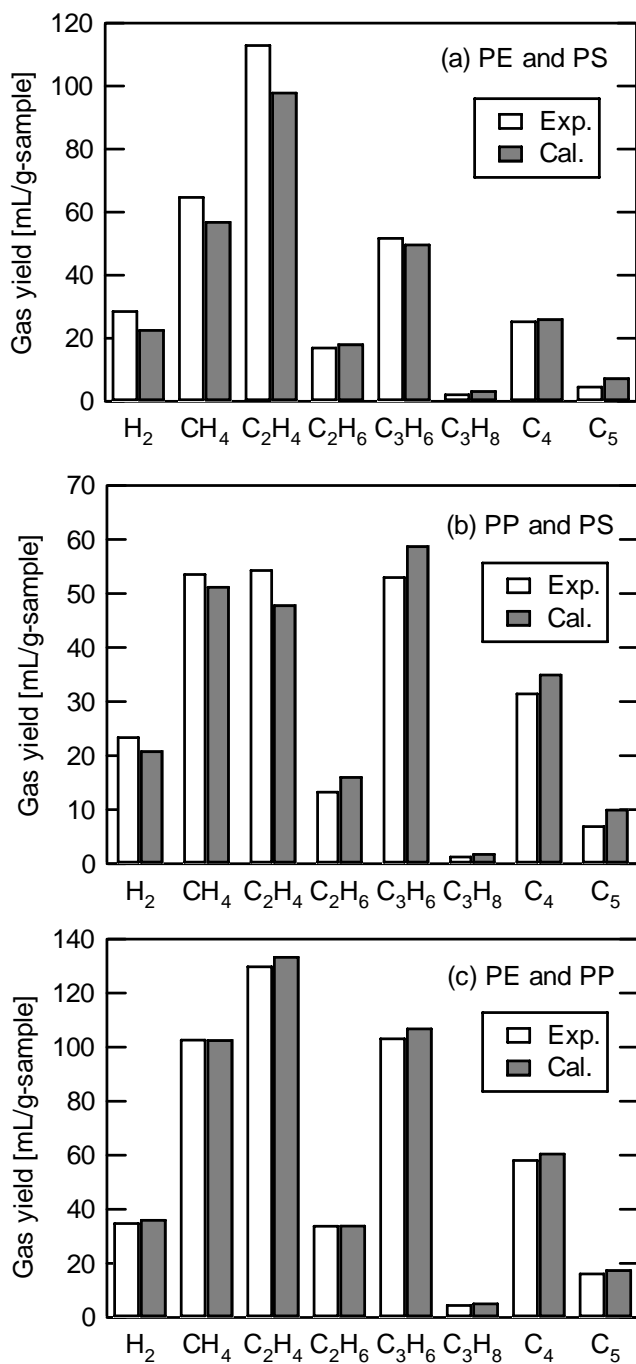 120
(a) PE and PS
100
Exp.
Cal.
80
60
40
20
0
Gas yield [mL/g-sample]
H₂ CH₄ C₂H₄ C₂H₆ C₃H₆ C₃H₈ C₄ C₅
70
(b) PP and PS
60
Exp.
50
Cal.
40
30
20
10
0
Gas yield [mL/g-sample]
H₂ CH₄ C₂H₄ C₂H₆ C₃H₆ C₃H₈ C₄ C₅
140
(c) PE and PP
120
Exp.
100
Cal.
80
60
40
20
0
Gas yield [mL/g-sample]
H₂ CH₄ C₂H₄ C₂H₆ C₃H₆ C₃H₈ C₄ C₅